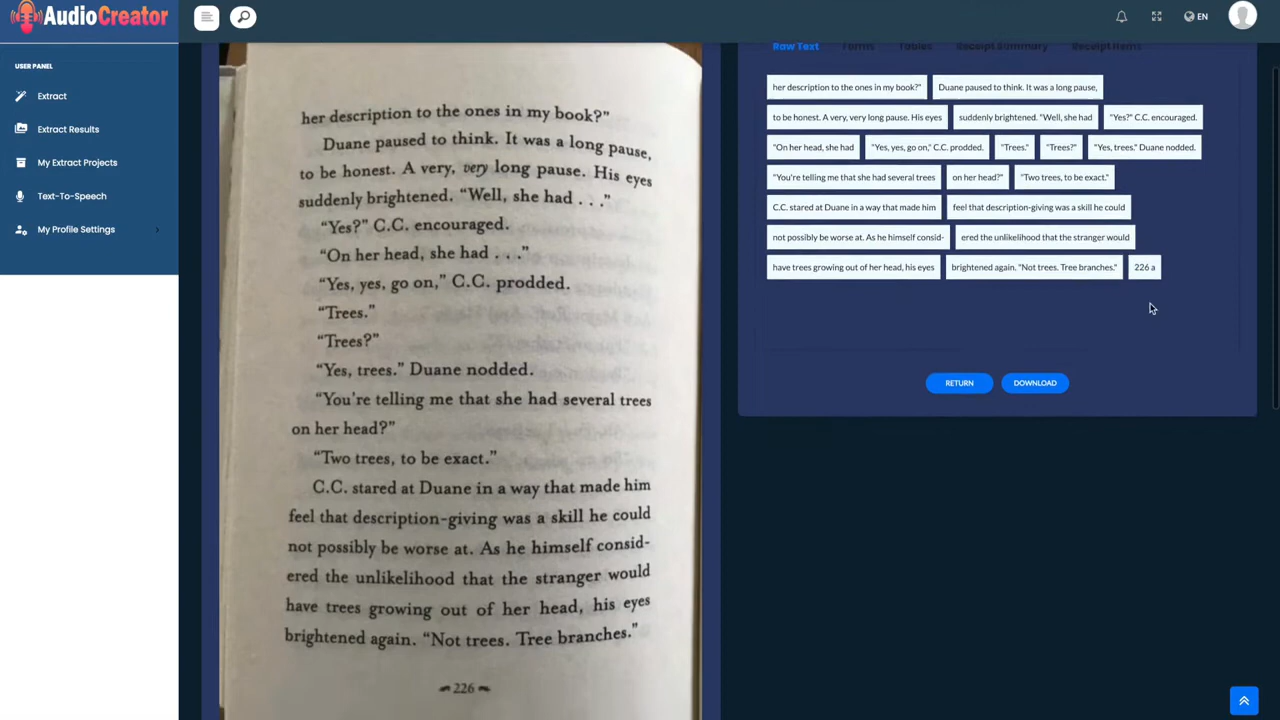 AudioCreator
EN
USER PANEL
Extract
Extract Results
My Extract Projects
Text-To-Speech
My Profile Settings
her description to the ones in my book?”
Duane paused to think. It was a long pause,
to be honest. A very, very long pause. His eyes
suddenly brightened. “Well, she had . . .”
“Yes?” C.C. encouraged.
“On her head, she had . . .”
“Yes, yes, go on,” C.C. prodded.
“Trees.”
“Trees?”
“Yes, trees.” Duane nodded.
“You’re telling me that she had several trees
on her head?”
“Two trees, to be exact.”
C.C. stared at Duane in a way that made him
feel that description-giving was a skill he could
not possibly be worse at. As he himself consid-
ered the unlikelihood that the stranger would
have trees growing out of her head, his eyes
brightened again. “Not trees. Tree branches.”
226
Raw Text Forms Tables Receipt Summary Receipt Items
her description to the ones in my book?" Duane paused to think. It was a long pause,
to be honest. A very, very long pause. His eyes suddenly brightened. "Well, she had "Yes?" C.C. encouraged.
"On her head, she had "Yes, yes, go on," C.C. prodded. "Trees." "Trees?" "Yes, trees." Duane nodded.
"You're telling me that she had several trees on her head?" "Two trees, to be exact."
C.C. stared at Duane in a way that made him feel that description-giving was a skill he could
not possibly be worse at. As he himself consid- ered the unlikelihood that the stranger would
have trees growing out of her head, his eyes brightened again. "Not trees. Tree branches." 226 a
RETURN DOWNLOAD